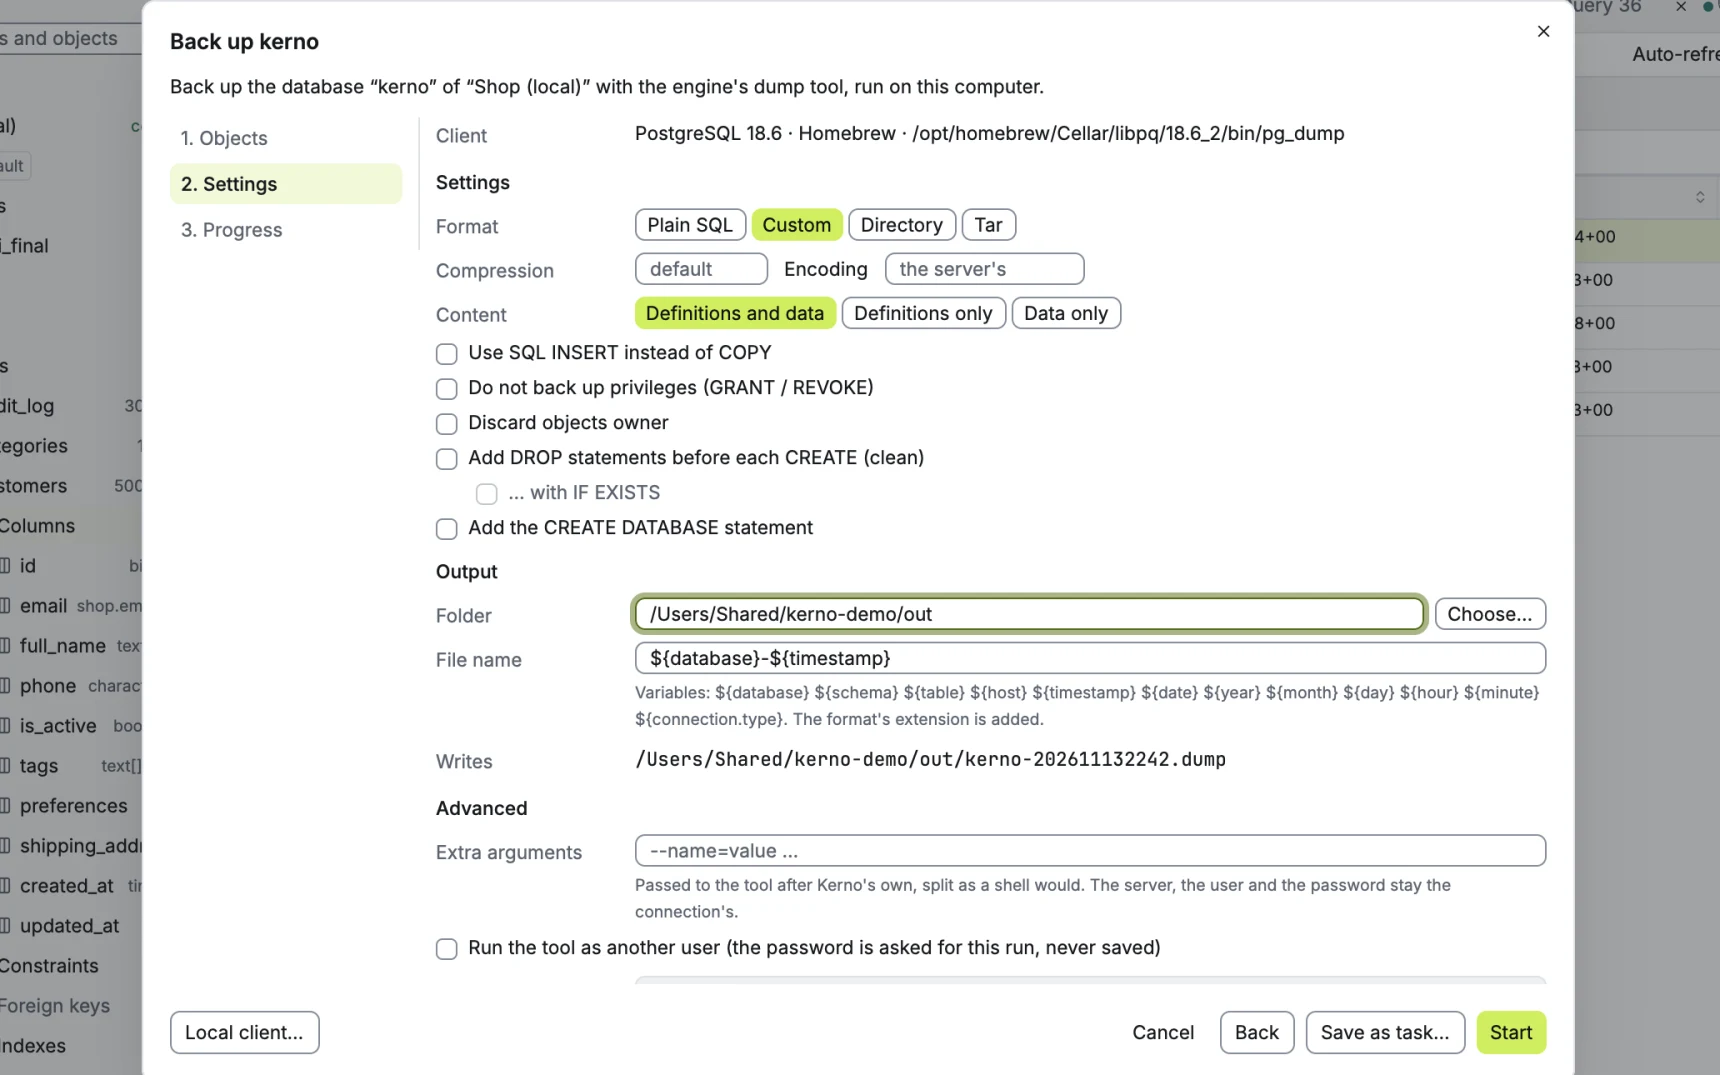 Back up kerno
Back up the database “kerno” of “Shop (local)” with the engine's dump tool, run on this computer.
1. Objects
2. Settings
3. Progress
Client
PostgreSQL 18.6 · Homebrew · /opt/homebrew/Cellar/libpq/18.6_2/bin/pg_dump
Settings
Format
Plain SQL
Custom
Directory
Tar
Compression
default
Encoding
the server's
Content
Definitions and data
Definitions only
Data only
Use SQL INSERT instead of COPY
Do not back up privileges (GRANT / REVOKE)
Discard objects owner
Add DROP statements before each CREATE (clean)
... with IF EXISTS
Add the CREATE DATABASE statement
Output
Folder
/Users/Shared/kerno-demo/out
Choose...
File name
${database}-${timestamp}
Variables: ${database} ${schema} ${table} ${host} ${timestamp} ${date} ${year} ${month} ${day} ${hour} ${minute}
${connection.type}. The format's extension is added.
Writes
/Users/Shared/kerno-demo/out/kerno-202611132242.dump
Advanced
Extra arguments
--name=value ...
Passed to the tool after Kerno's own, split as a shell would. The server, the user and the password stay the
connection's.
Run the tool as another user (the password is asked for this run, never saved)
Local client...
Cancel
Back
Save as task...
Start
s and objects
al)
ault
i_final
dit_log 30
egories 1
stomers 500
Columns
id bi
email shop.em
full_name tex
phone charac
is_active boo
tags text[]
preferences
shipping_add
created_at ti
updated_at
Constraints
Foreign keys
ndexes
uery 36
Auto-refre
4+00
3+00
8+00
3+00
3+00